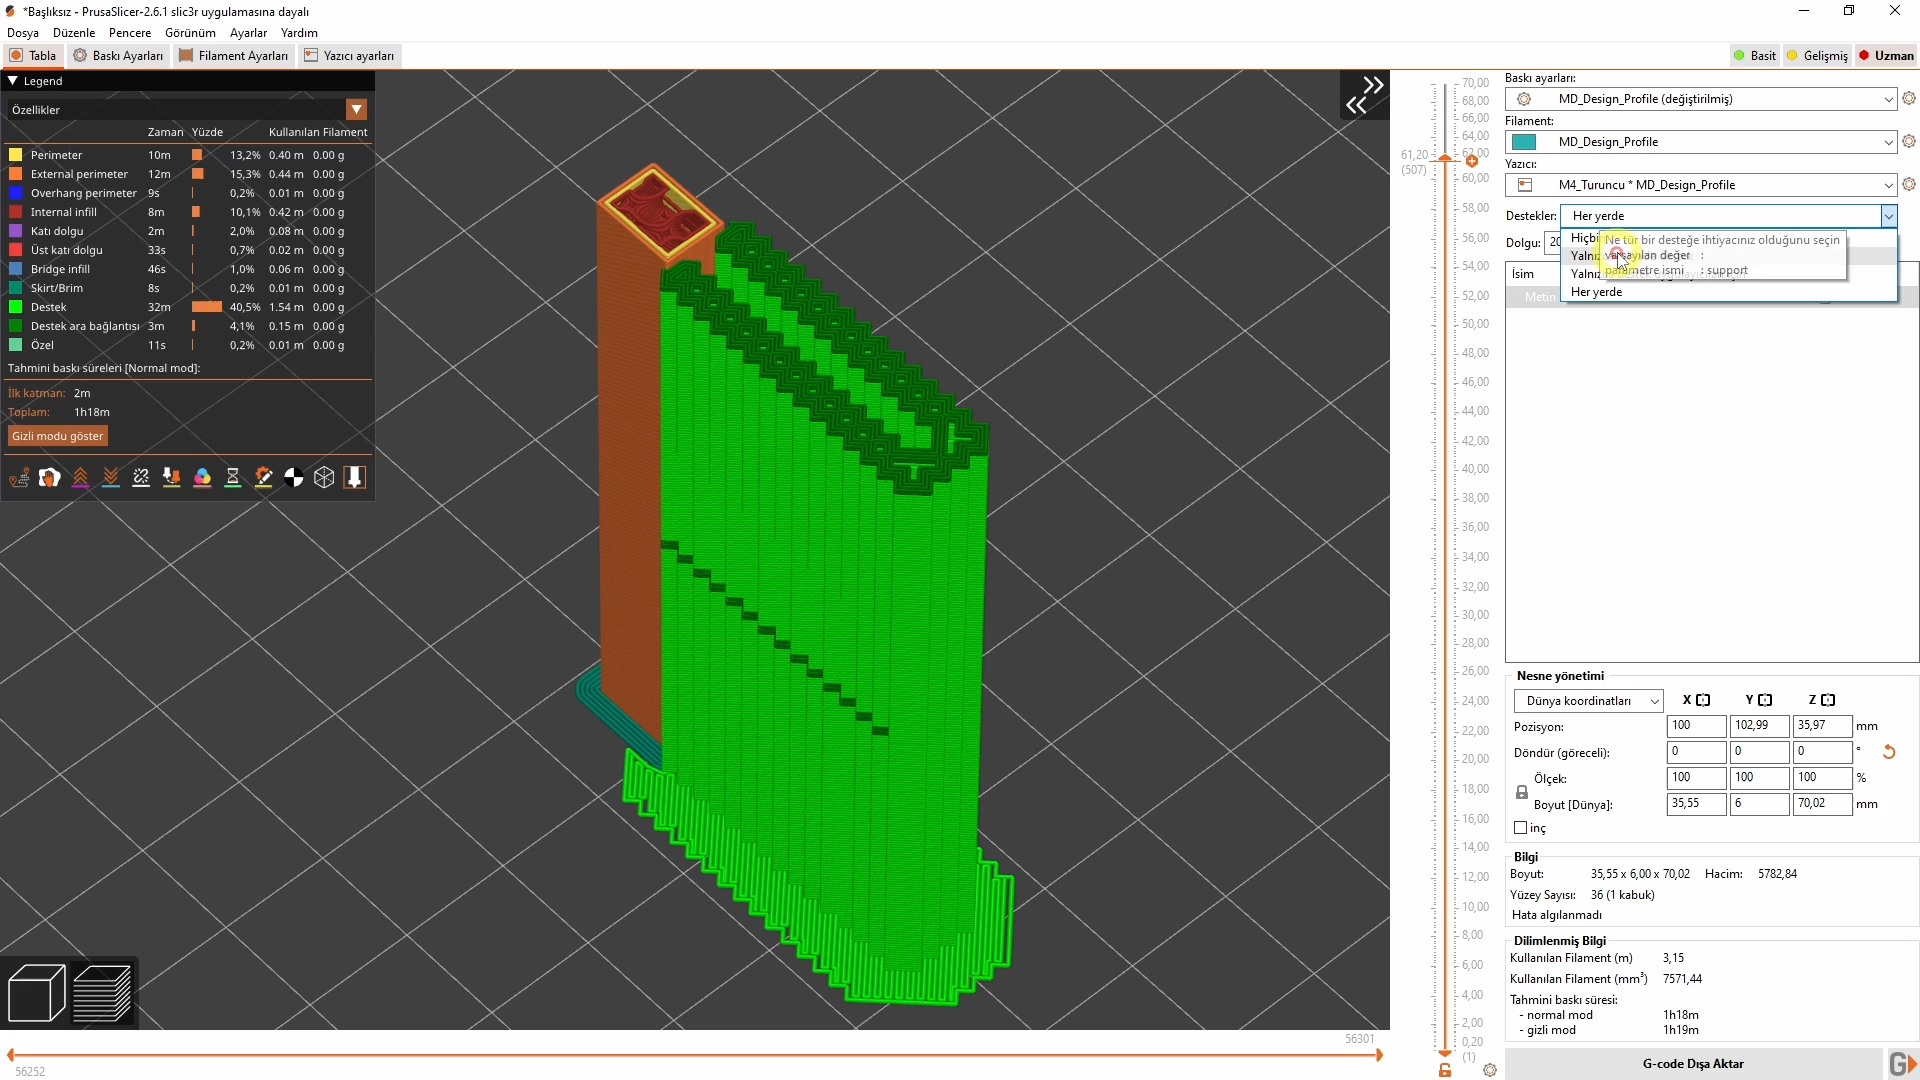 *Başlıksız - PrusaSlicer-2.6.1 slic3r uygulamasına dayalı
Dosya Düzenle Pencere Görünüm Ayarlar Yardım
Tabla Baskı Ayarları Filament Ayarları Yazıcı ayarları
Basit Gelişmiş Uzman
Legend
Özellikler
Zaman Yüzde Kullanılan Filament
Perimeter 10m 13,2% 0.40 m 0.00 g
External perimeter 12m 15,3% 0.44 m 0.00 g
Overhang perimeter 9s 0,2% 0.01 m 0.00 g
Internal infill 8m 10,1% 0.42 m 0.00 g
Katı dolgu 2m 2,0% 0.08 m 0.00 g
Üst katı dolgu 33s 0,7% 0.02 m 0.00 g
Bridge infill 46s 1,0% 0.06 m 0.00 g
Skirt/Brim 8s 0,2% 0.01 m 0.00 g
Destek 32m 40,5% 1.54 m 0.00 g
Destek ara bağlantısı 3m 4,1% 0.15 m 0.00 g
Özel 11s 0,2% 0.01 m 0.00 g
Tahmini baskı süreleri [Normal mod]:
İlk katman: 2m
Toplam: 1h18m
Gizli modu göster
56301
56252
70,00
68,00
66,00
64,00
62,00
61,20
(507)
60,00
58,00
56,00
54,00
52,00
50,00
48,00
46,00
44,00
42,00
40,00
38,00
36,00
34,00
32,00
30,00
28,00
26,00
24,00
22,00
20,00
18,00
16,00
14,00
12,00
10,00
8,00
6,00
4,00
2,00
0,20
(1)
Baskı ayarları:
MD_Design_Profile (değiştirilmiş)
Filament:
MD_Design_Profile
Yazıcı:
M4_Turuncu * MD_Design_Profile
Destekler: Her yerde
Dolgu: 20
Ne tür bir desteğe ihtiyacınız olduğunu seçin
varsayılan değer :
parametre ismi : support
Her yerde
İsim
Metin
Nesne yönetimi
Dünya koordinatları X Y Z
Pozisyon: 100 102,99 35,97 mm
Döndür (göreceli): 0 0 0 °
Ölçek: 100 100 100 %
Boyut [Dünya]: 35,55 6 70,02 mm
inç
Bilgi
Boyut: 35,55 x 6,00 x 70,02 Hacim: 5782,84
Yüzey Sayısı: 36 (1 kabuk)
Hata algılanmadı
Dilimlenmiş Bilgi
Kullanılan Filament (m) 3,15
Kullanılan Filament (mm³) 7571,44
Tahmini baskı süresi:
- normal mod 1h18m
- gizli mod 1h19m
G-code Dışa Aktar